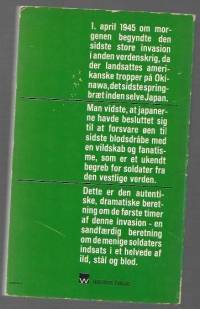 1. april 1945 om mor-
genen begyndte den
sidste store invasion
i anden verdenskrig, da
der landsattes ameri-
kanske tropper på Oki-
nawa, det sidste spring-
bræt inden selve Japan.
Man vidste, at japaner-
ne havde besluttet sig
til at forsvare øen til
sidste blodsdråbe med
en vildskab og fanatis-
me, som er et ukendt
begreb for soldater fra
den vestlige verden.
Dette er den autenti-
ske, dramatiske beret-
ning om de første timer
af denne invasion - en
sandfærdig beretning
om de menige soldaters
indsats i et helvede af
ild, stål og blod.